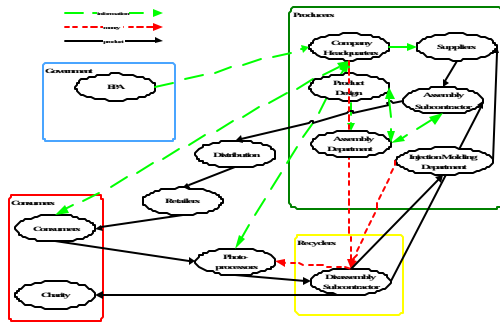 information
money
product
Producers
Company
Headquarters
Suppliers
Government
EPA
Product
Design
Assembly
Subcontractor
Assembly
Department
Distribution
Injection Molding
Department
Consumers
Retailers
Consumers
Recyclers
Photo-
processors
Disassembly
Subcontractor
Charity